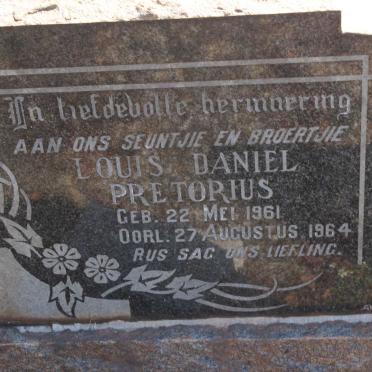 In liefdevolle herinnering
AAN ONS SEUNTJIE EN BROERTJIE
LOUIS DANIEL
PRETORIUS
GEB. 22 MEI 1961
OORL. 27 AUGUSTUS 1964
RUS SAG ONS LIEFLING.